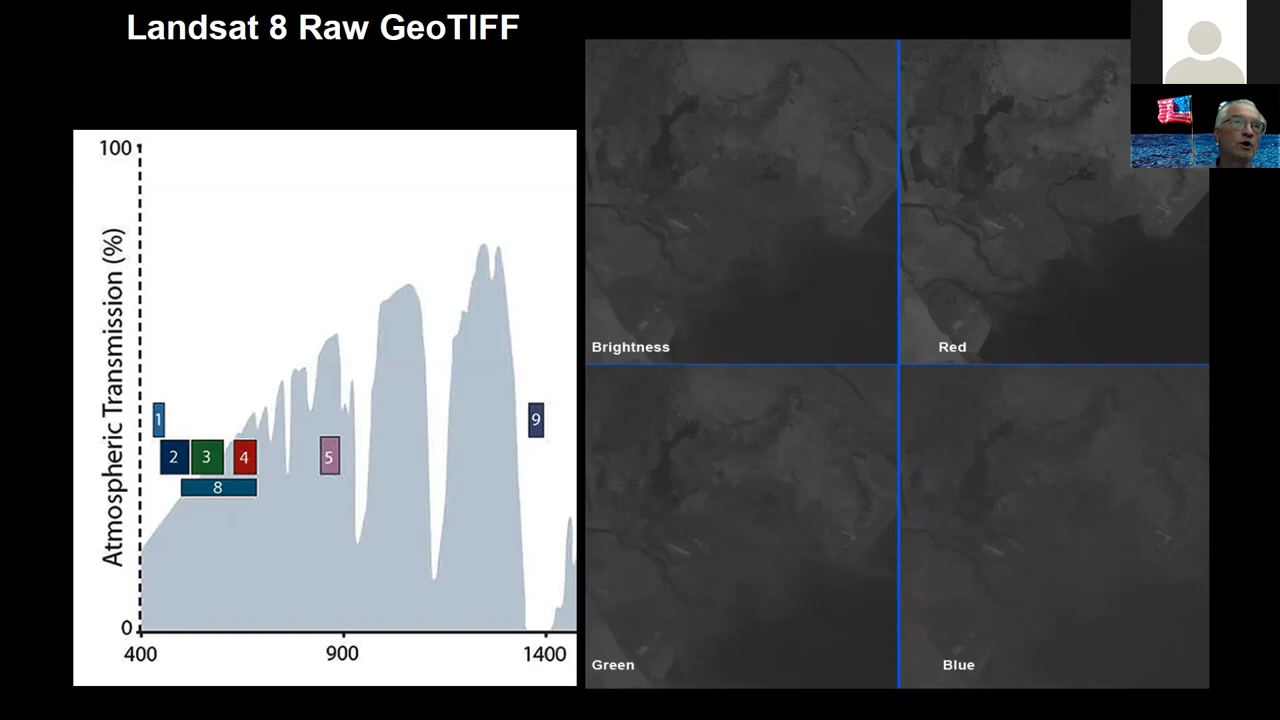 Landsat 8 Raw GeoTIFF
100
Atmospheric Transmission (%)
1
9
2
3
4
5
8
0
400
900
1400
Brightness
Red
Green
Blue